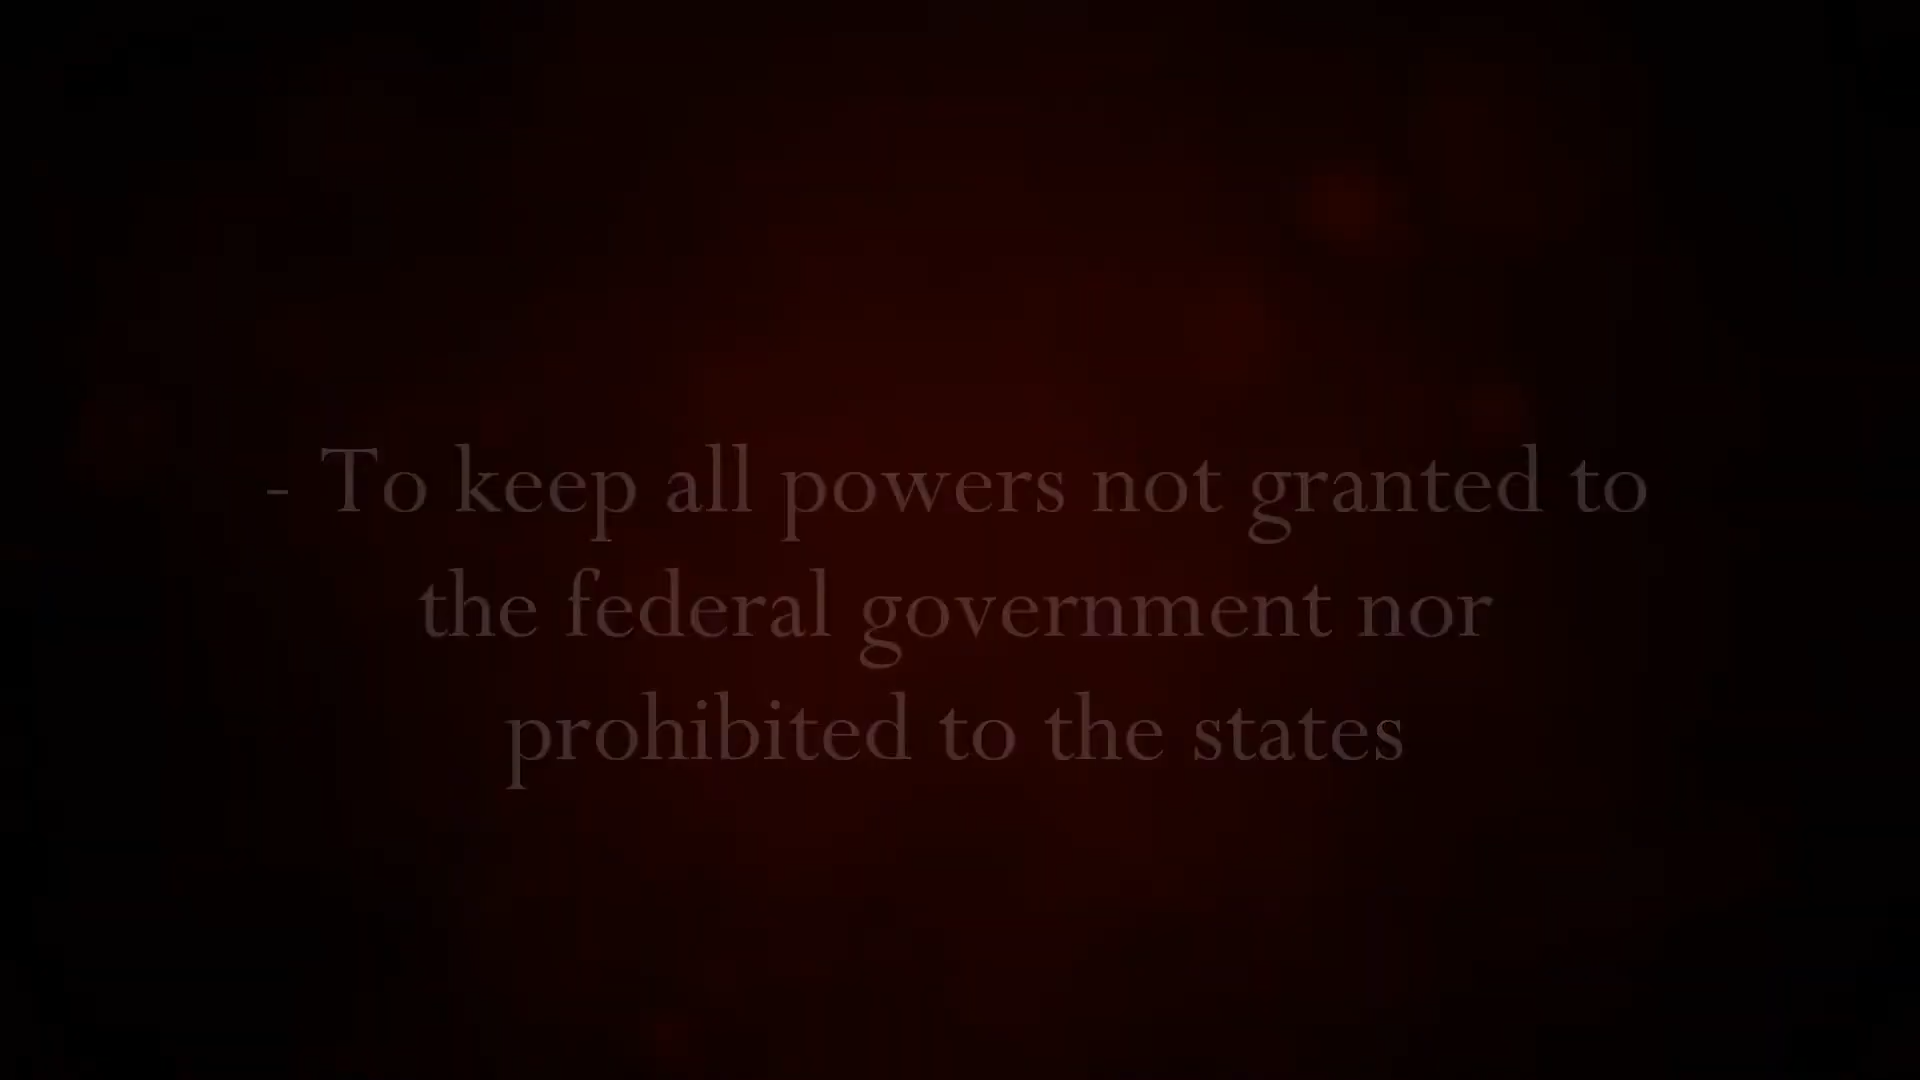 - To keep all powers not granted to
the federal government nor
prohibited to the states